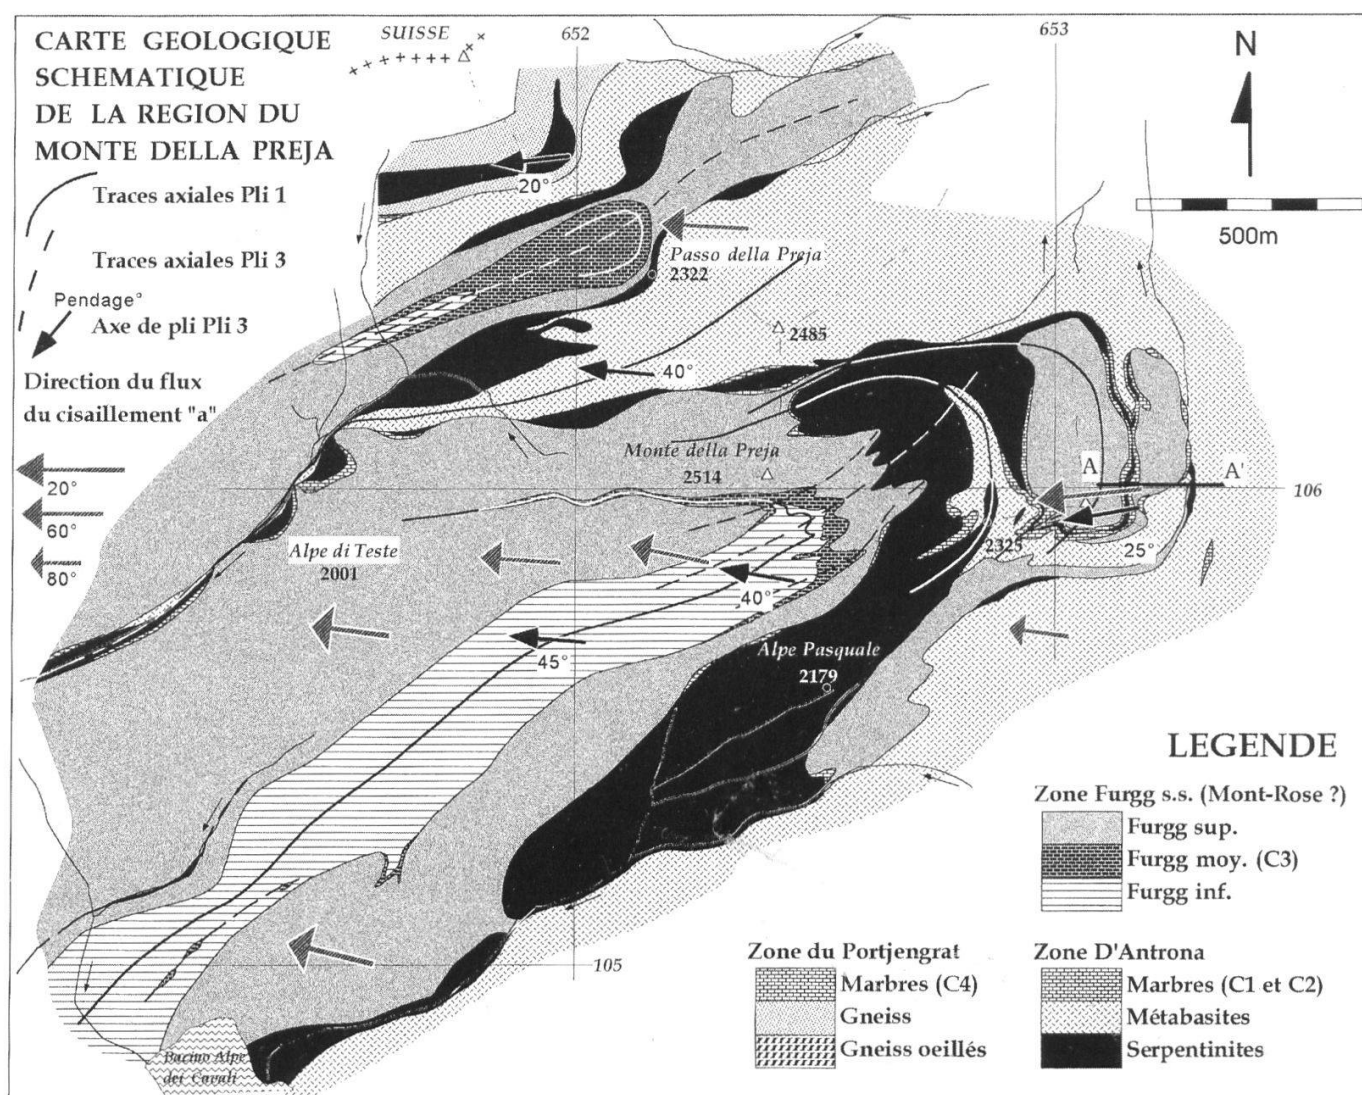 CARTE GEOLOGIQUE
SCHEMATIQUE
DE LA REGION DU
MONTE DELLA PREJA
Traces axiales Pli 1
Traces axiales Pli 3
Pendage°
Axe de pli Pli 3
Direction du flux
du cisaillement "a"
20°
60°
80°
SUISSE
652
653
N
500m
20°
Passo della Preja
2322
2485
40°
Monte della Preja
2514
A
A'
106
2325
25°
Alpe di Teste
2001
40°
45°
Alpe Pasquale
2179
105
Bacino Alpe
dei Cavali
LEGENDE
Zone Furgg s.s. (Mont-Rose ?)
Furgg sup.
Furgg moy. (C3)
Furgg inf.
Zone du Portjengrat
Marbres (C4)
Gneiss
Gneiss oeillés
Zone D'Antrona
Marbres (C1 et C2)
Métabasites
Serpentinites